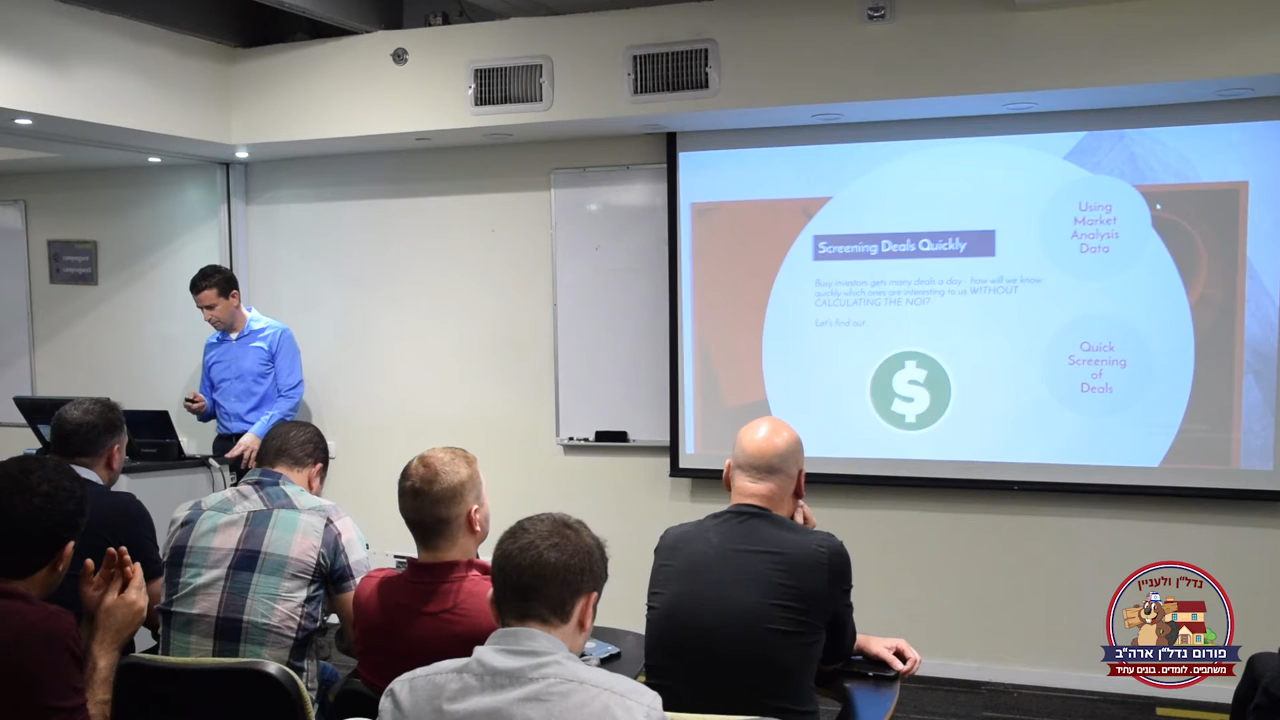 Screening Deals Quickly
Busy investors gets many deals a day - how will we know
quickly which ones are interesting to us WITHOUT
CALCULATING THE NOI?
Let's find out.
Using
Market
Analysis
Data
Quick
Screening
of
Deals
נדל"ן ולעניין
פורום נדל"ן ארה"ב
משתפים. לומדים. בונים עתיד